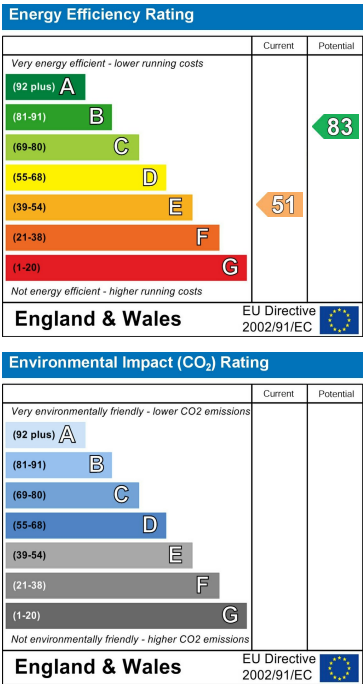 Energy Efficiency Rating
Current Potential
Very energy efficient - lower running costs
(92 plus) A
(81-91) B
(69-80) C
(55-68) D
(39-54) E
(21-38) F
(1-20) G
51
83
Not energy efficient - higher running costs
England & Wales
EU Directive
2002/91/EC
Environmental Impact (CO₂) Rating
Current Potential
Very environmentally friendly - lower CO2 emissions
(92 plus) A
(81-91) B
(69-80) C
(55-68) D
(39-54) E
(21-38) F
(1-20) G
Not environmentally friendly - higher CO2 emissions
England & Wales
EU Directive
2002/91/EC